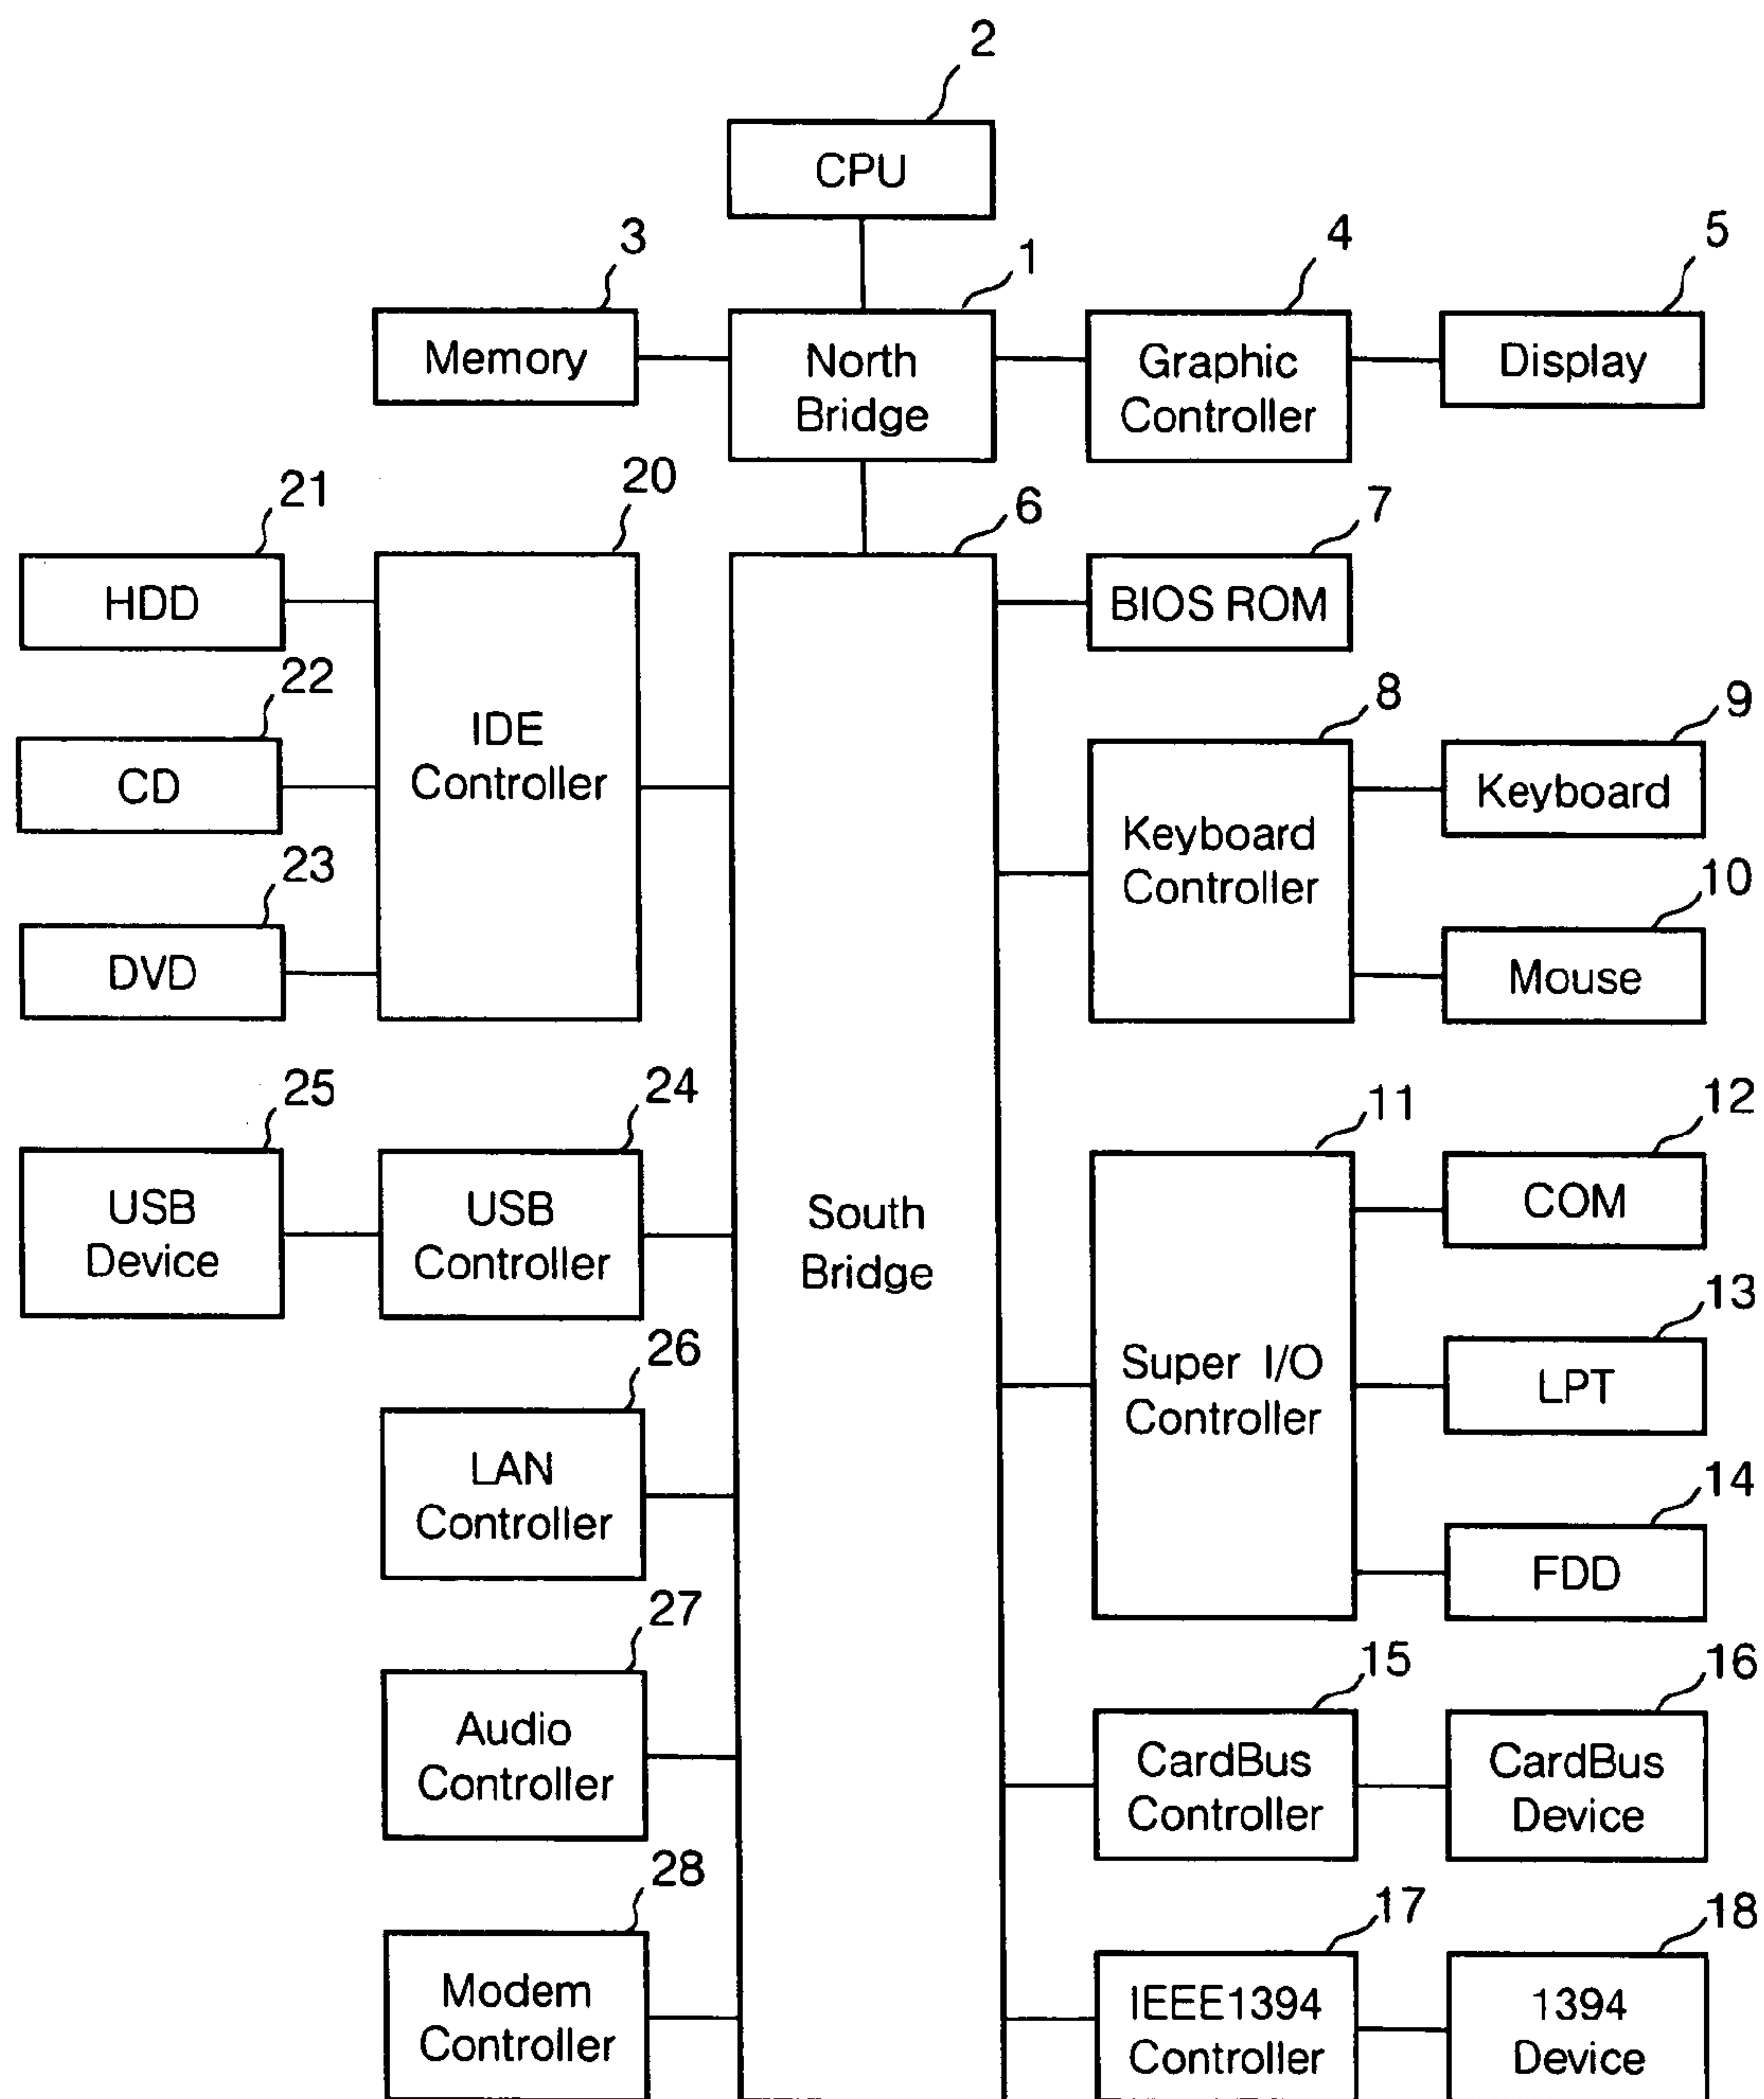 2
CPU
3
1
4
5
Memory
North
Bridge
Graphic
Controller
Display
21
20
6
7
HDD
IDE
Controller
BIOS ROM
22
CD
8
9
Keyboard
Controller
Keyboard
23
DVD
10
Mouse
25
24
USB
Device
USB
Controller
South
Bridge
11
12
Super I/O
Controller
COM
13
LPT
26
LAN
Controller
14
FDD
27
Audio
Controller
15
16
CardBus
Controller
CardBus
Device
28
Modem
Controller
17
18
IEEE1394
Controller
1394
Device